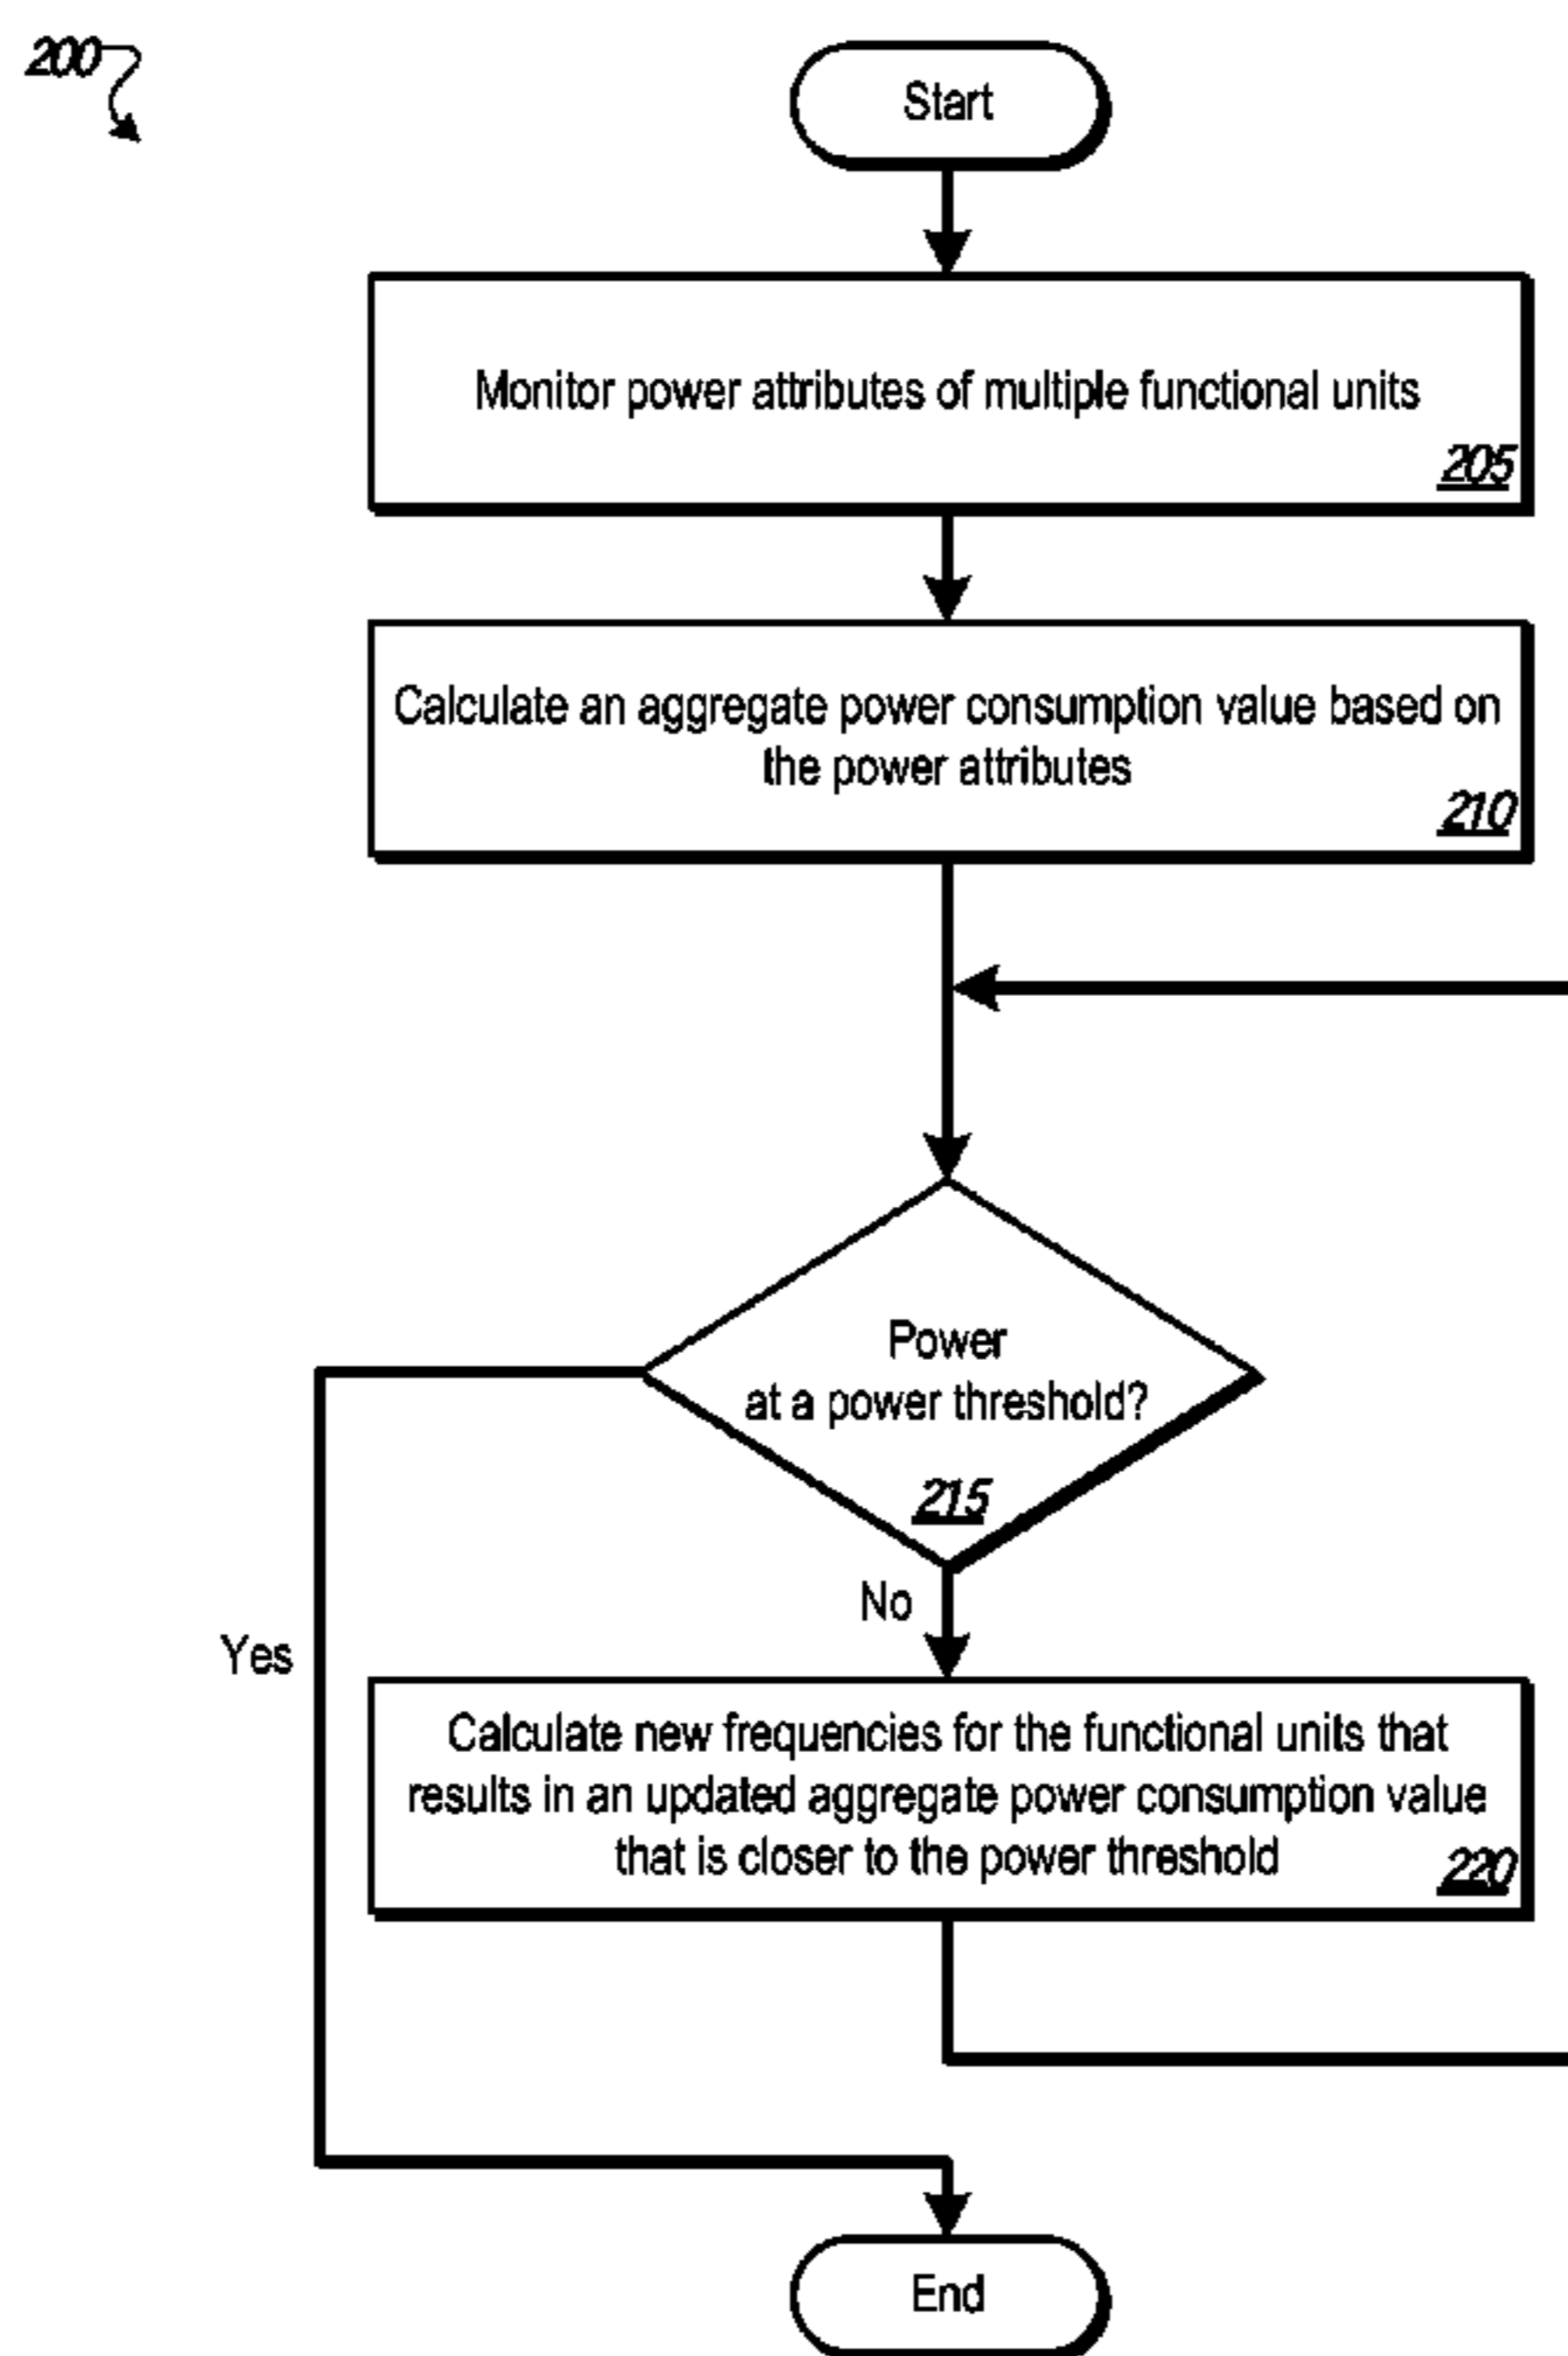 200
Start
Monitor power attributes of multiple functional units
205
Calculate an aggregate power consumption value based on
the power attributes
210
Power
at a power threshold?
215
No
Yes
Calculate new frequencies for the functional units that
results in an updated aggregate power consumption value
that is closer to the power threshold
220
End